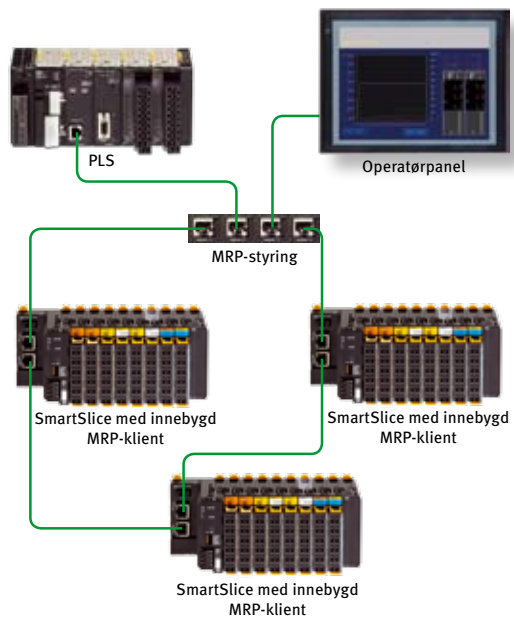 PLS
Operatørpanel
MRP-styring
SmartSlice med innebygd
MRP-klient
SmartSlice med innebygd
MRP-klient
SmartSlice med innebygd
MRP-klient